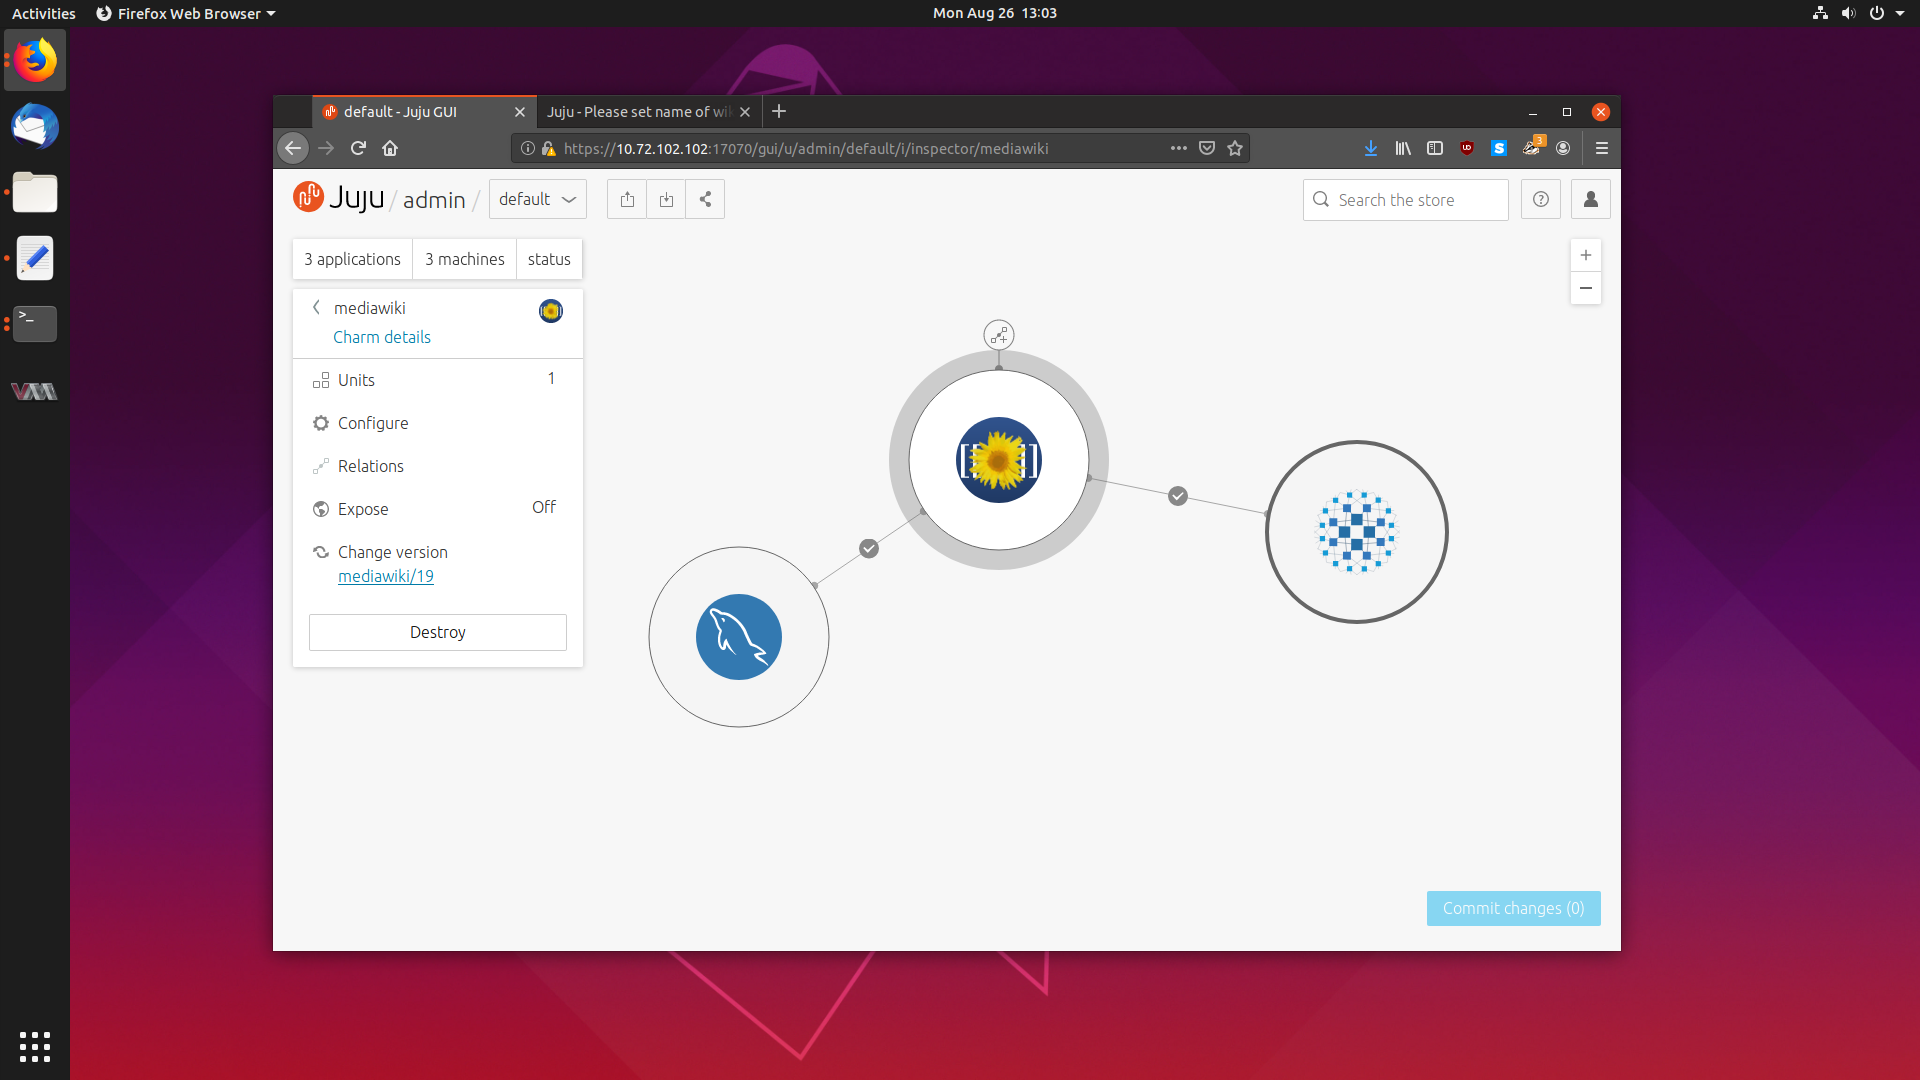 Activities Firefox Web Browser Mon Aug 26 13:03
default - Juju GUI Juju - Please set name of wik
https://10.72.102.102:17070/gui/u/admin/default/i/inspector/mediawiki 3
Juju / admin / default Search the store
3 applications 3 machines status
mediawiki
Charm details
Units 1
Configure
Relations
Expose Off
Change version
mediawiki/19
Destroy
Commit changes (0)